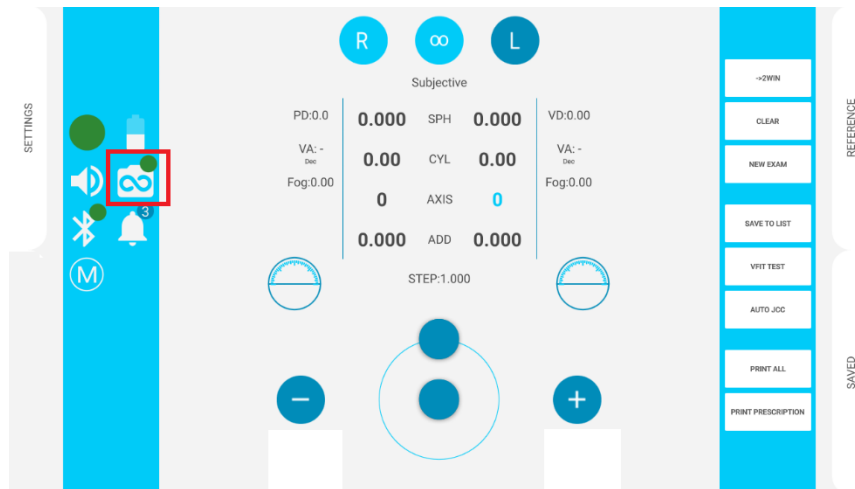 SETTINGS
R ∞ L
Subjective
PD:0.0
VA: -
Dec
Fog:0.00
0.000 SPH 0.000
0.00 CYL 0.00
0 AXIS 0
0.000 ADD 0.000
VD:0.00
VA: -
Dec
Fog:0.00
STEP:1.000
3
M
− +
->2WIN
CLEAR
NEW EXAM
SAVE TO LIST
VFIT TEST
AUTO JCC
PRINT ALL
PRINT PRESCRIPTION
REFERENCE
SAVED